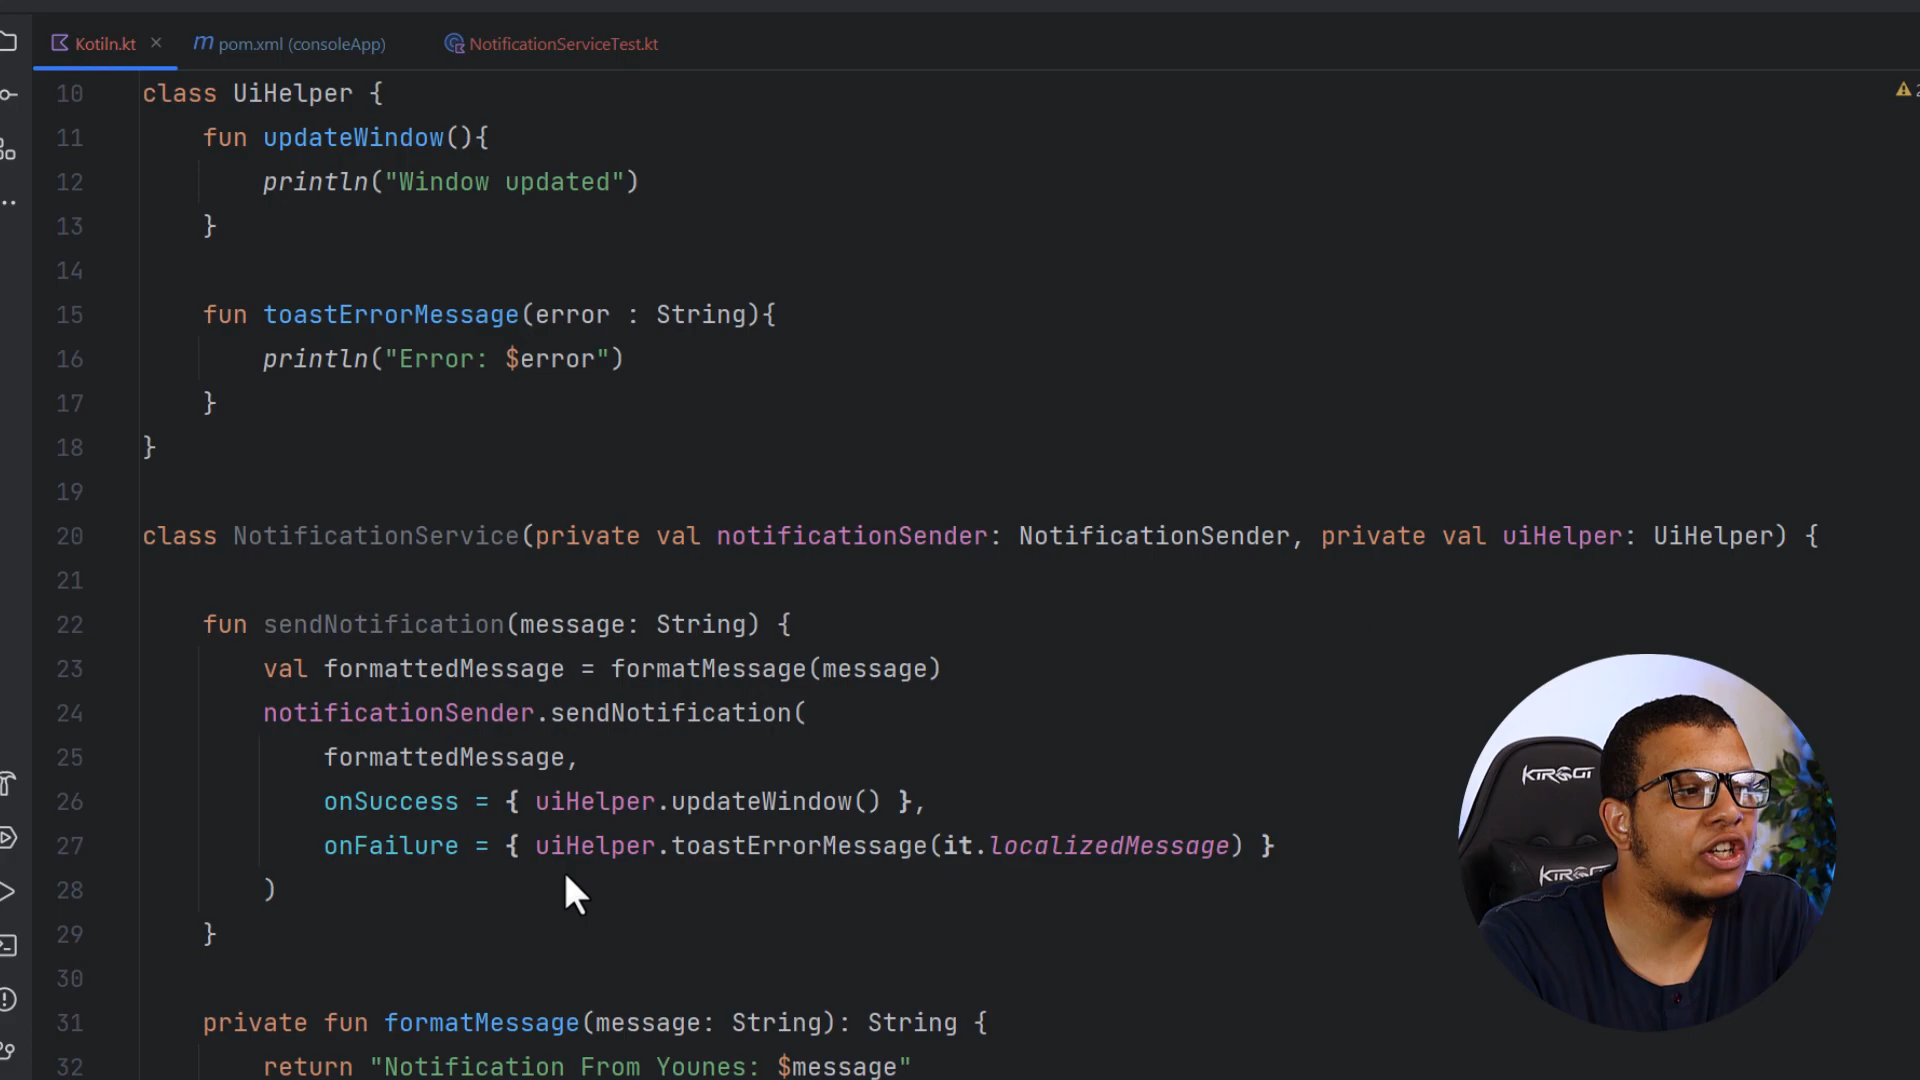 Kotiln.kt
m pom.xml (consoleApp)
NotificationServiceTest.kt
10 class UiHelper {
11 fun updateWindow(){
12 println("Window updated")
13 }
14
15 fun toastErrorMessage(error : String){
16 println("Error: $error")
17 }
18 }
19
20 class NotificationService(private val notificationSender: NotificationSender, private val uiHelper: UiHelper) {
21
22 fun sendNotification(message: String) {
23 val formattedMessage = formatMessage(message)
24 notificationSender.sendNotification(
25 formattedMessage,
26 onSuccess = { uiHelper.updateWindow() },
27 onFailure = { uiHelper.toastErrorMessage(it.localizedMessage) }
28 )
29 }
30
31 private fun formatMessage(message: String): String {
32 return "Notification From Younes: $message"